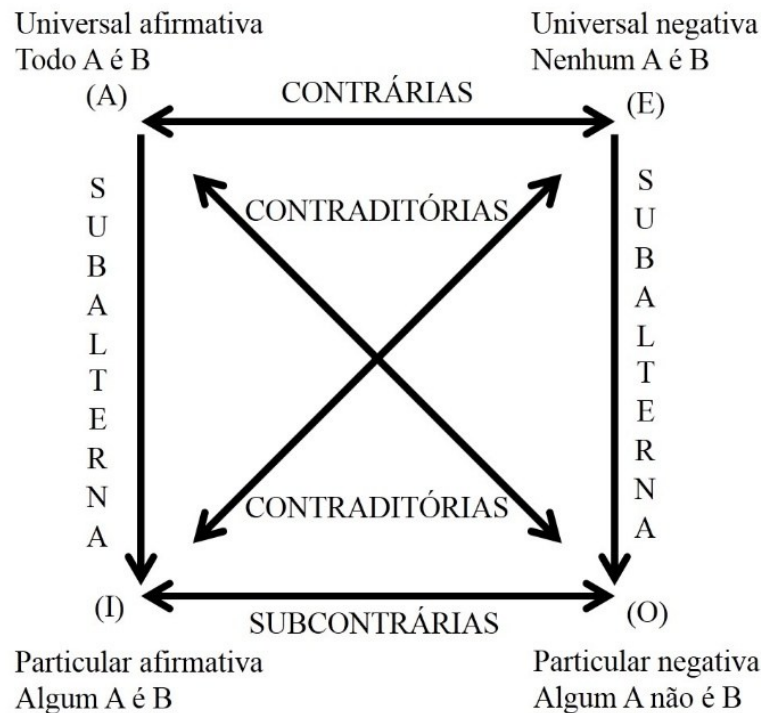 Universal afirmativa
Todo A é B
(A)
Universal negativa
Nenhum A é B
(E)
CONTRÁRIAS
CONTRADITÓRIAS
S
U
B
A
L
T
E
R
N
A
S
U
B
A
L
T
E
R
N
A
CONTRADITÓRIAS
(I)
SUBCONTRÁRIAS
(O)
Particular afirmativa
Algum A é B
Particular negativa
Algum A não é B